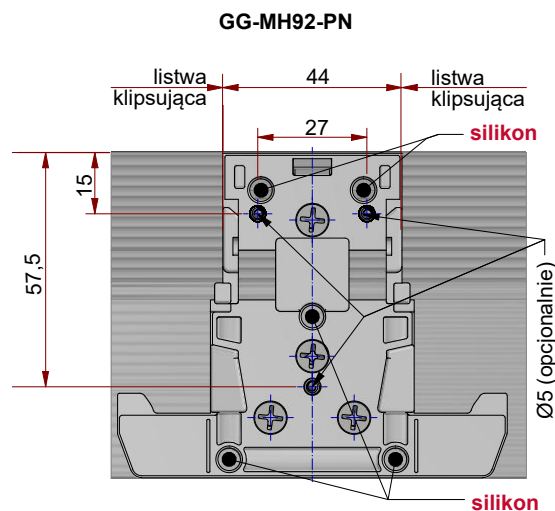 GG-MH92-PN
listwa
klipsująca
44
listwa
klipsująca
27
silikon
15
57,5
Ø5 (opcjonalnie)
silikon